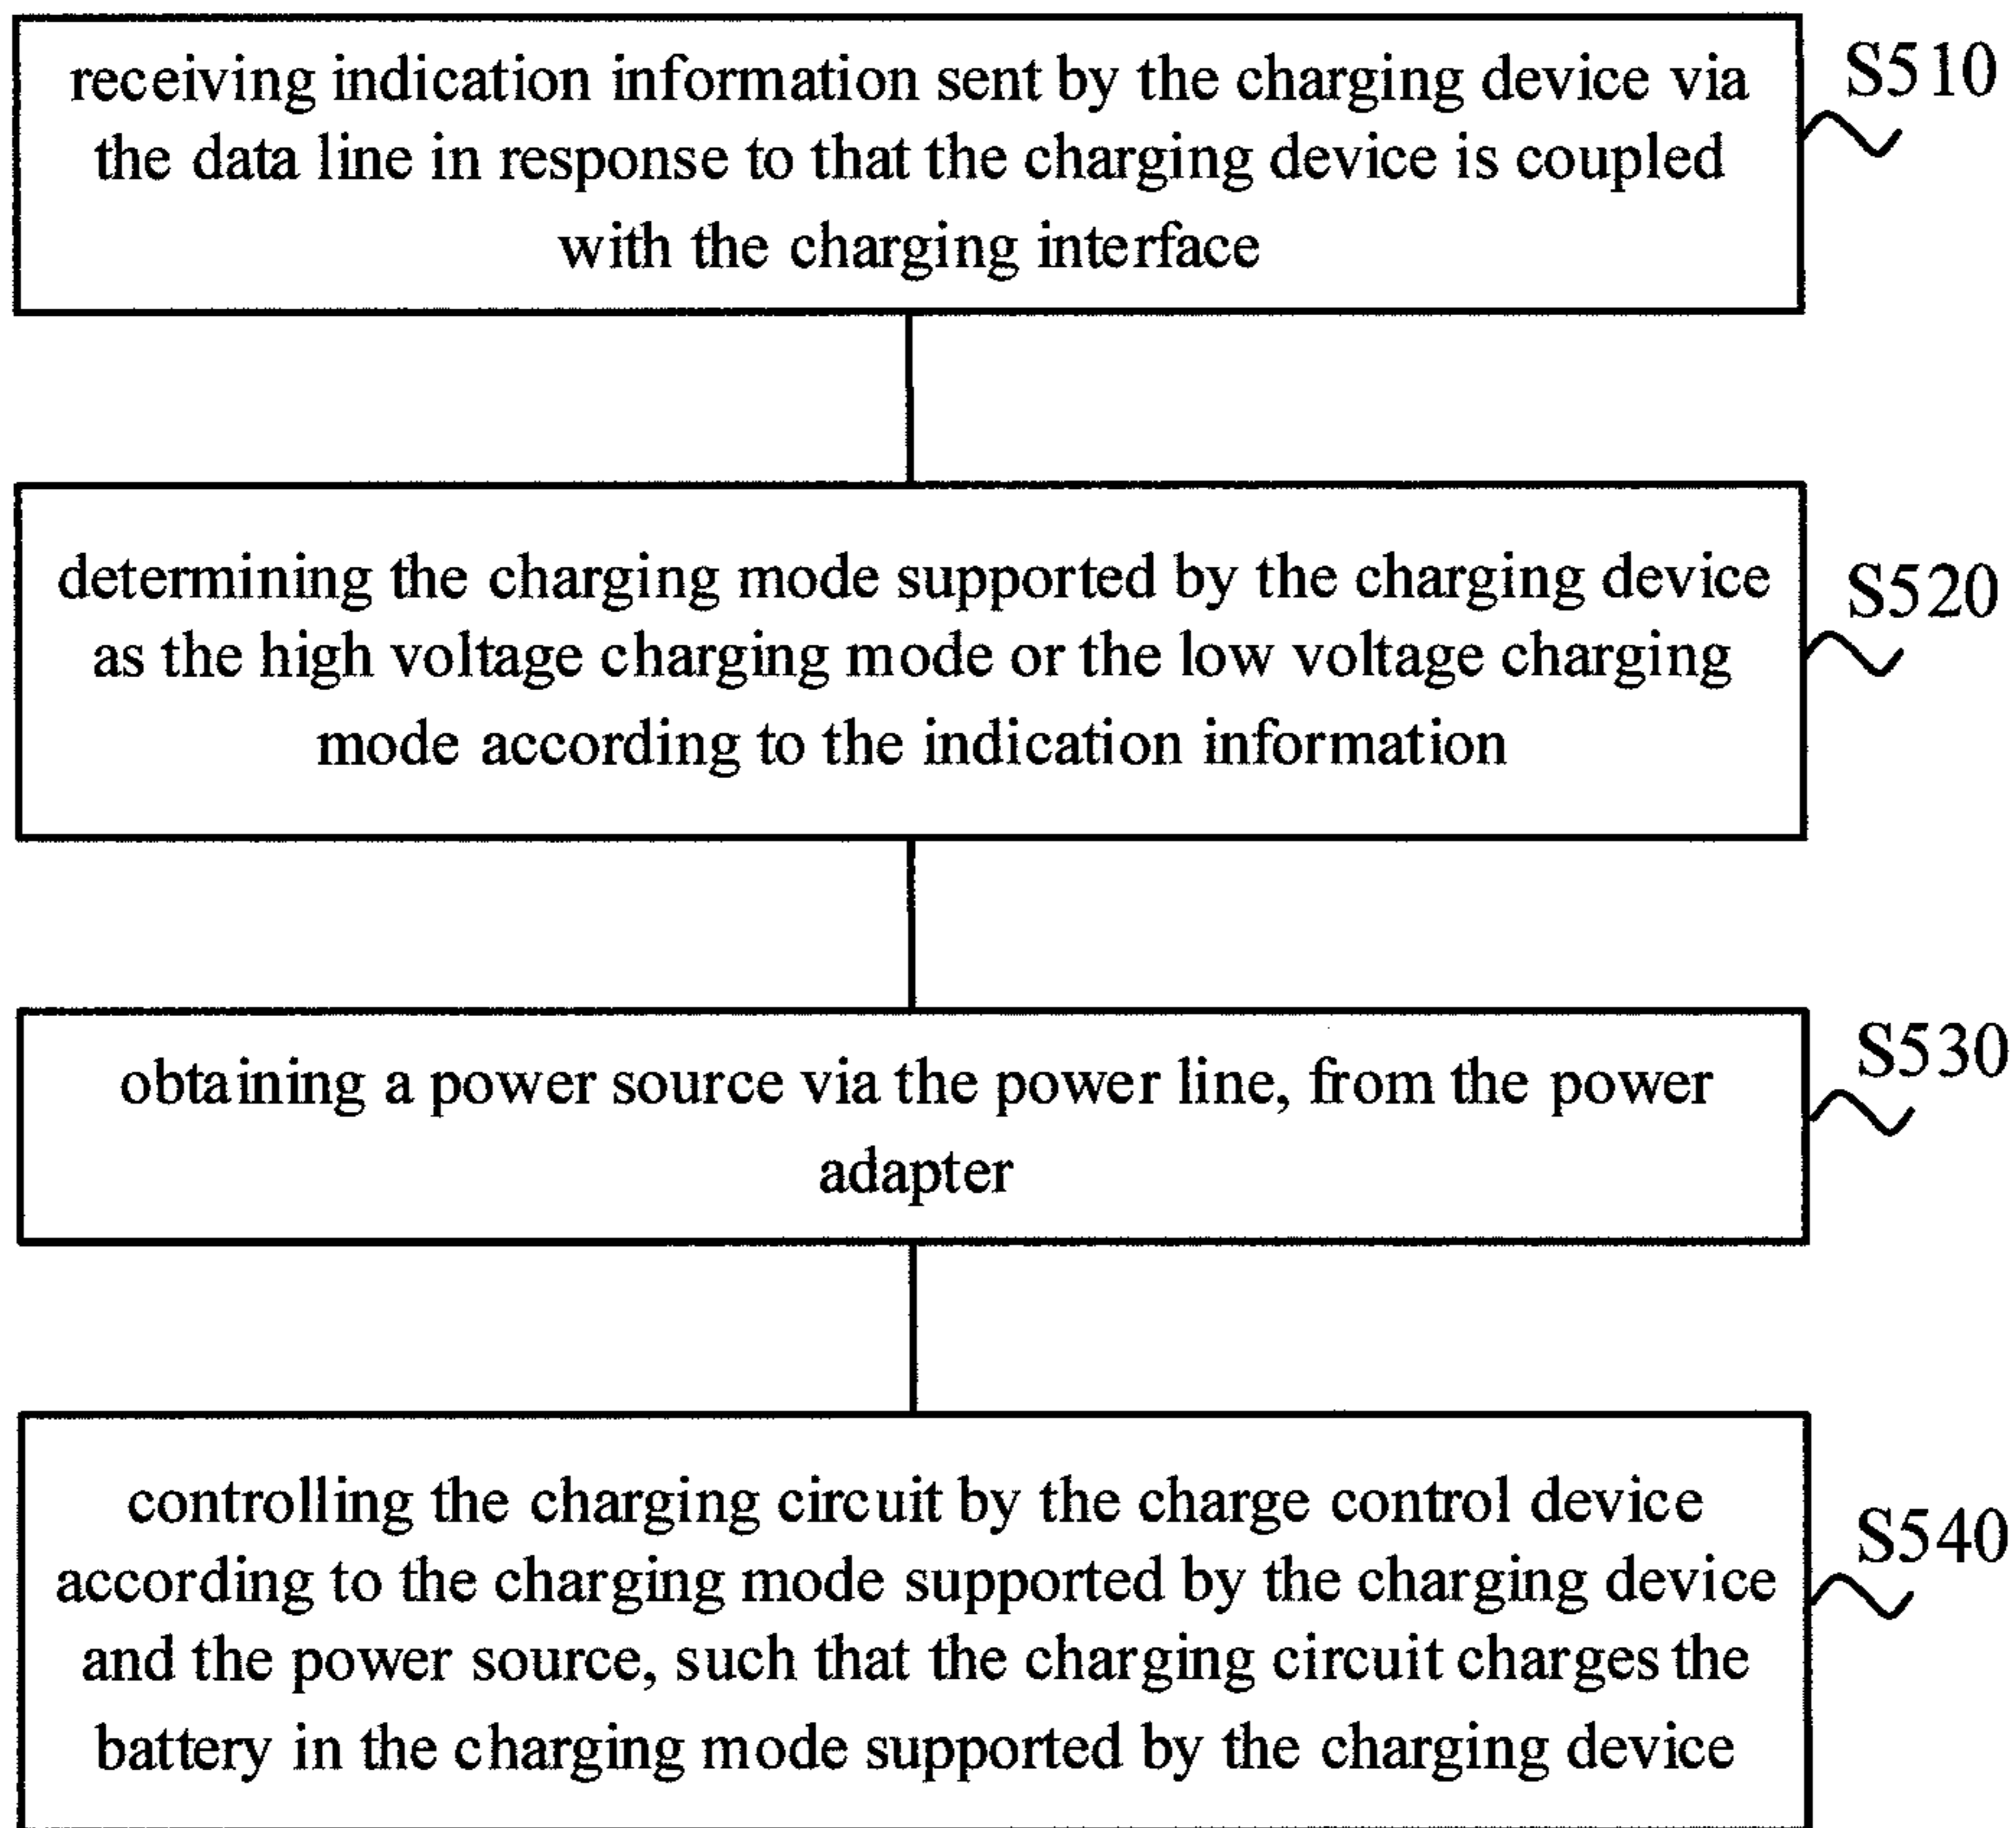 receiving indication information sent by the charging device via
the data line in response to that the charging device is coupled
with the charging interface
S510
determining the charging mode supported by the charging device
as the high voltage charging mode or the low voltage charging
mode according to the indication information
S520
obtaining a power source via the power line, from the power
adapter
S530
controlling the charging circuit by the charge control device
according to the charging mode supported by the charging device
and the power source, such that the charging circuit charges the
battery in the charging mode supported by the charging device
S540